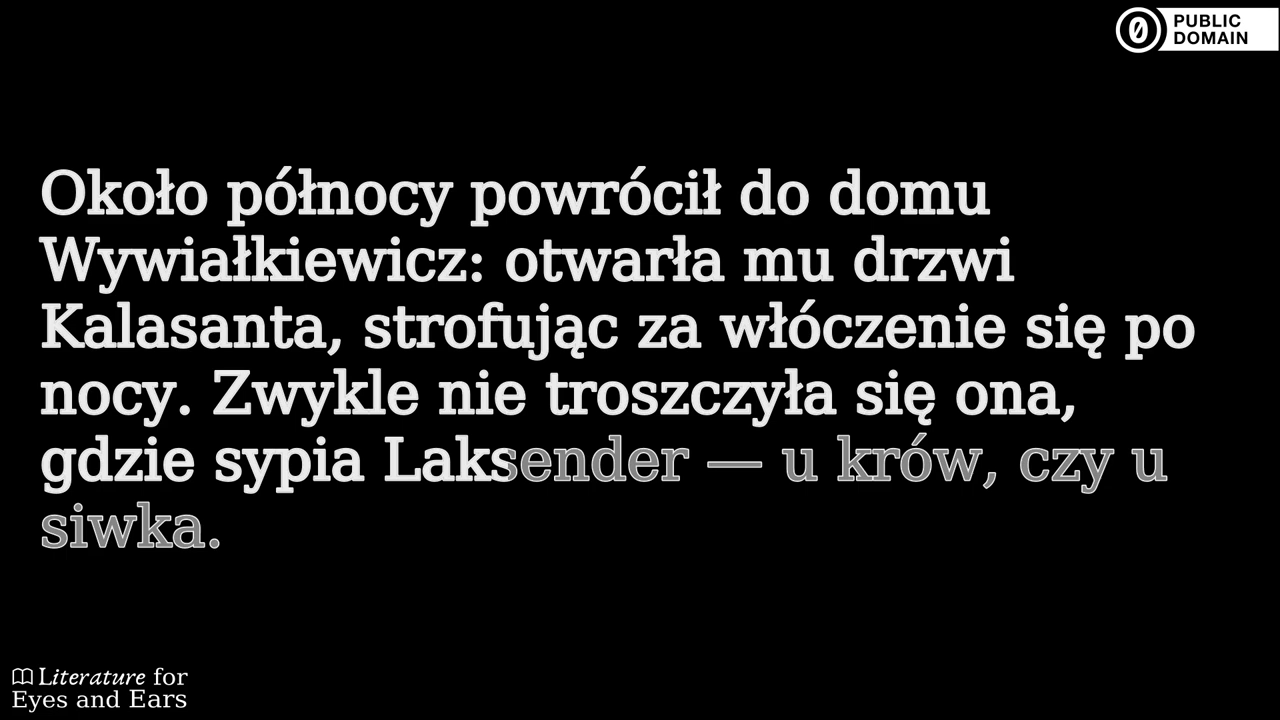 PUBLIC
DOMAIN
Około północy powrócił do domu
Wywiałkiewicz: otwarła mu drzwi
Kalasanta, strofując za włóczenie się po
nocy. Zwykle nie troszczyła się ona,
gdzie sypia Laksender — u krów, czy u
siwka.
Literature for
Eyes and Ears